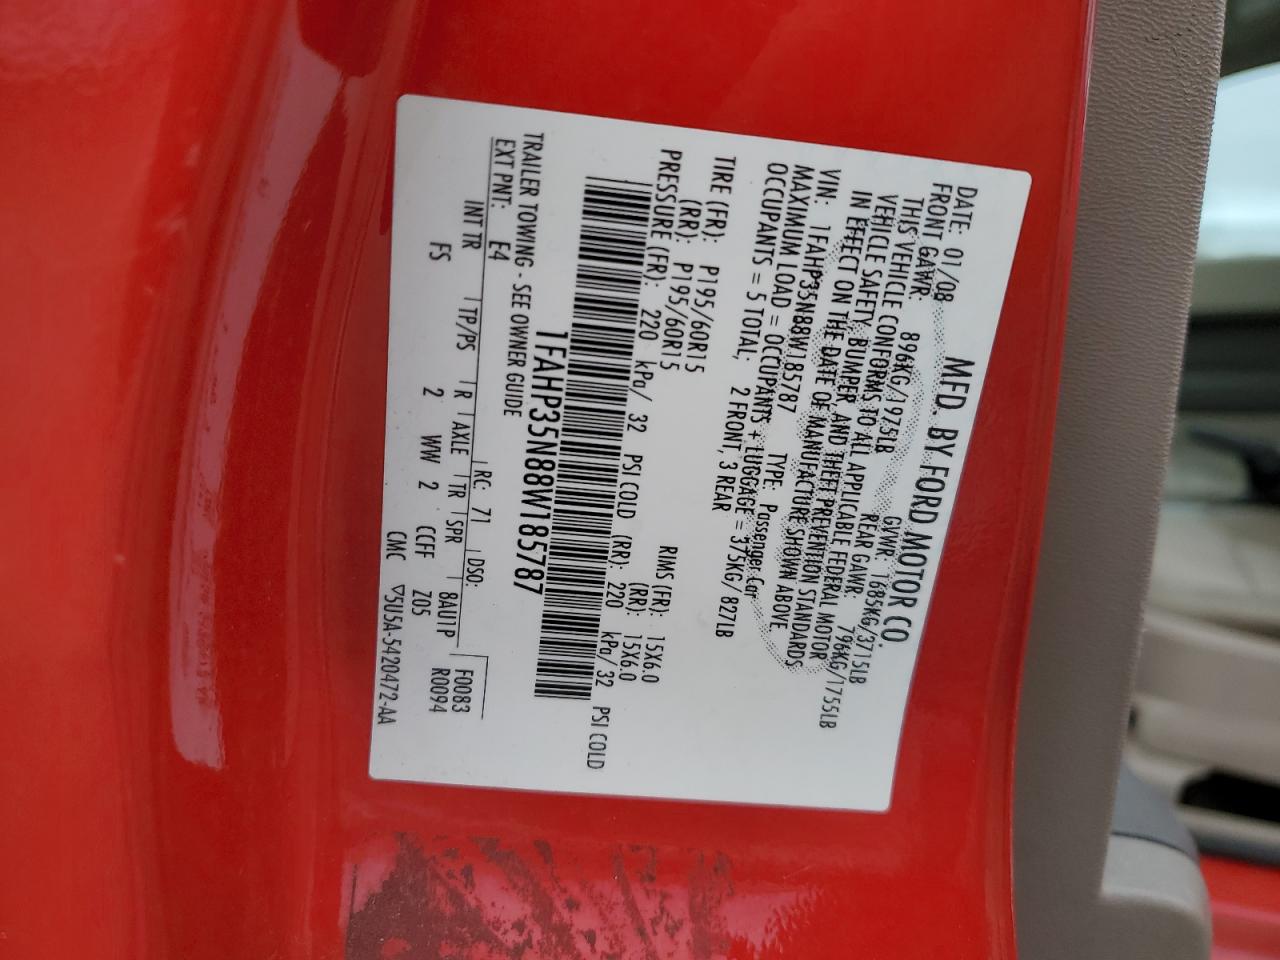 MFD. BY FORD MOTOR CO.
DATE: 01/08 GVWR: 1685KG/3715LB
FRONT GAWR: 896KG/1975LB REAR GAWR: 796KG/1755LB
THIS VEHICLE CONFORMS TO ALL APPLICABLE FEDERAL MOTOR
VEHICLE SAFETY, BUMPER, AND THEFT PREVENTION STANDARDS
IN EFFECT ON THE DATE OF MANUFACTURE SHOWN ABOVE
VIN: 1FAHP35N88W185787 TYPE: Passenger Car
MAXIMUM LOAD = OCCUPANTS + LUGGAGE = 375KG/ 827LB
OCCUPANTS = 5 TOTAL; 2 FRONT, 3 REAR
TIRE (FR): P195/60R15 RIMS (FR): 15X6.0
(RR): P195/60R15 (RR): 15X6.0
PRESSURE (FR): 220 kPa/ 32 PSI COLD (RR): 220 kPa/ 32 PSI COLD
1FAHP35N88W185787
TRAILER TOWING - SEE OWNER GUIDE
EXT PNT: E4 RC: 71 DSO: F0083
INT TR TP/PS R AXLE TR SPR 8AU1P R0094
FS 2 WW 2 CCFF Z05
CMC ▽5U5A-5420472-AA